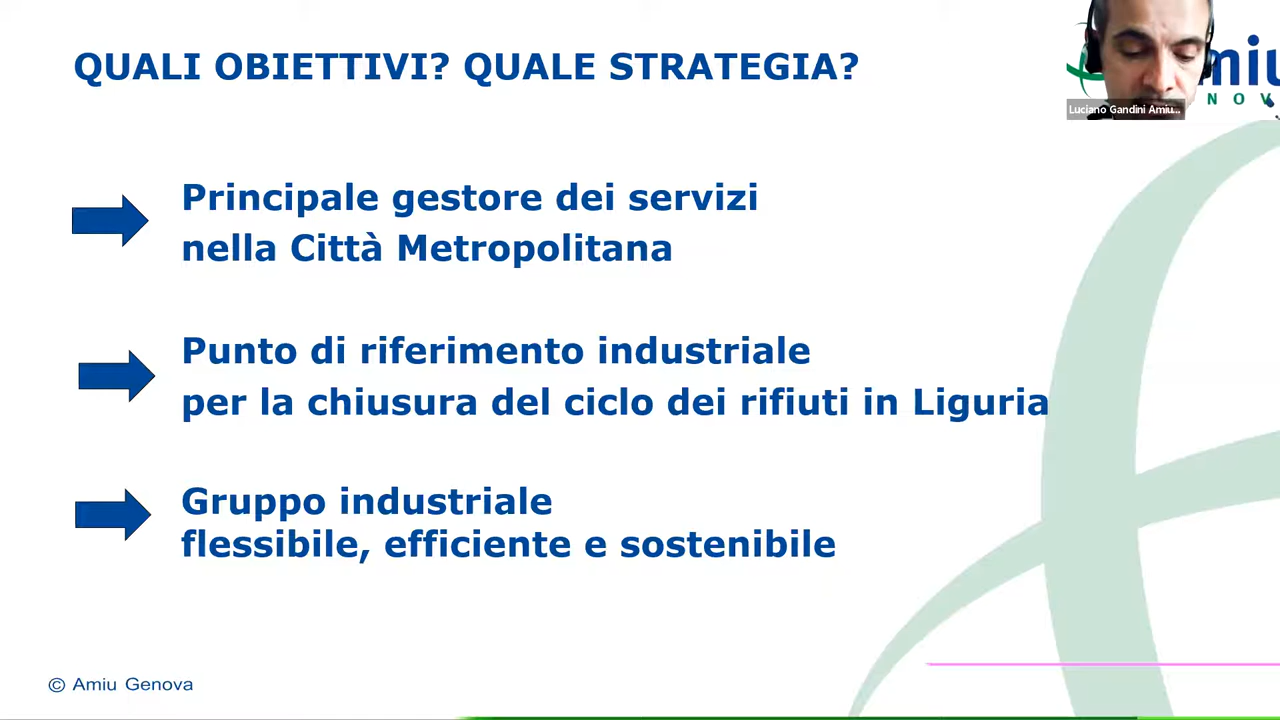 QUALI OBIETTIVI? QUALE STRATEGIA?
Luciano Gandini Amiu...
Principale gestore dei servizi
nella Città Metropolitana
Punto di riferimento industriale
per la chiusura del ciclo dei rifiuti in Liguria
Gruppo industriale
flessibile, efficiente e sostenibile
© Amiu Genova